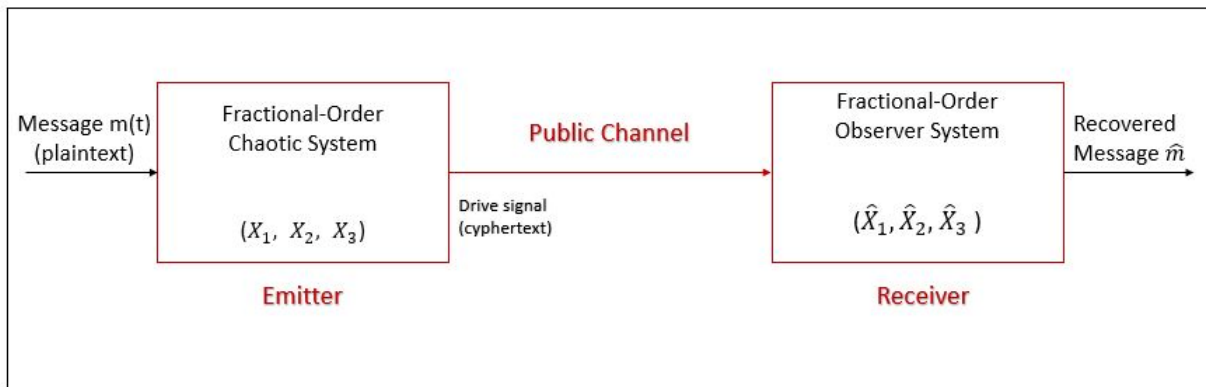 Message m(t)
(plaintext)
Fractional-Order
Chaotic System
(X₁, X₂, X₃)
Emitter
Public Channel
Drive signal
(cyphertext)
Fractional-Order
Observer System
(X̂₁, X̂₂, X̂₃ )
Receiver
Recovered
Message m̂